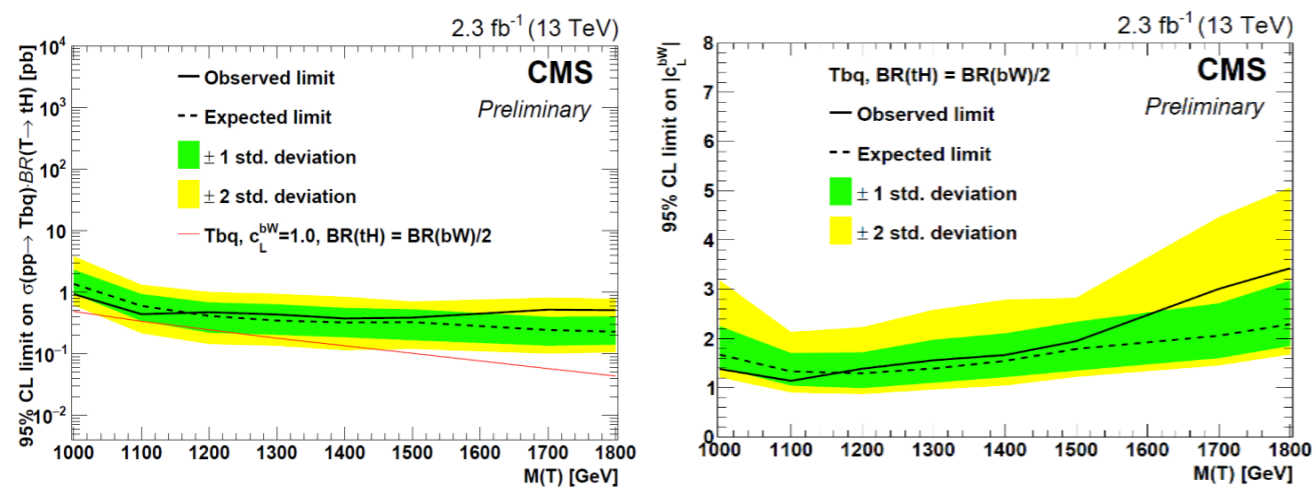 2.3 fb⁻¹ (13 TeV)
95% CL limit on σ(pp→ Tbq)·BR(T→ tH) [pb]
10⁴
10³
10²
10
1
10⁻¹
10⁻²
CMS
Preliminary
Observed limit
Expected limit
± 1 std. deviation
± 2 std. deviation
Tbq, c_L^bW=1.0, BR(tH) = BR(bW)/2
1000 1100 1200 1300 1400 1500 1600 1700 1800
M(T) [GeV]
2.3 fb⁻¹ (13 TeV)
95% CL limit on |c_L^bW|
8
7
6
5
4
3
2
1
0
Tbq, BR(tH) = BR(bW)/2
CMS
Preliminary
Observed limit
Expected limit
± 1 std. deviation
± 2 std. deviation
1000 1100 1200 1300 1400 1500 1600 1700 1800
M(T) [GeV]